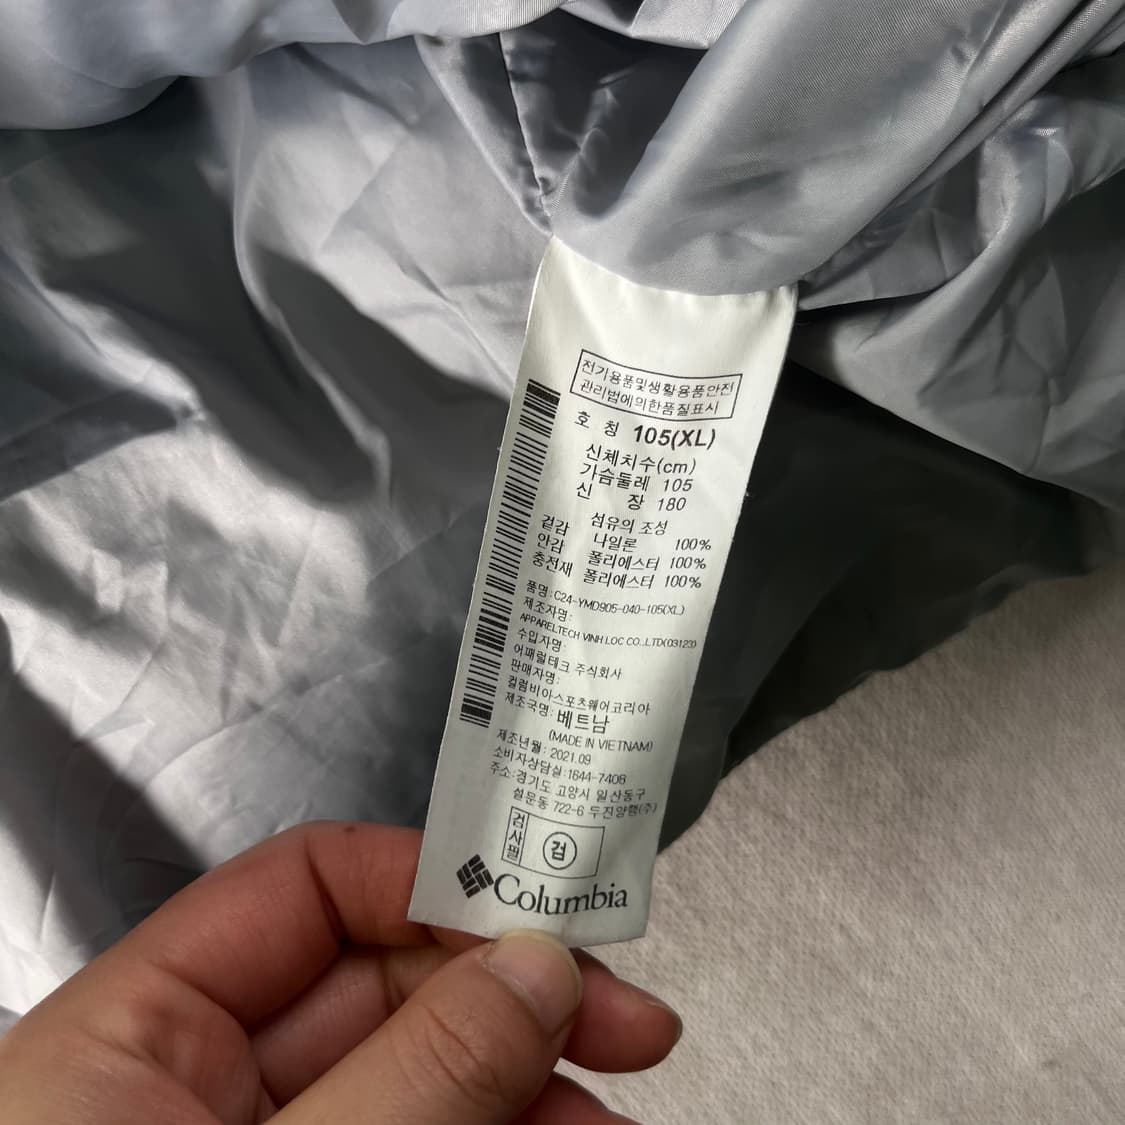 전기용품및생활용품안전
관리법에의한품질표시
호 칭 105(XL)
신체치수(cm)
가슴둘레 105
신 장 180
섬유의 조성
겉감 나일론 100%
안감 폴리에스터 100%
충전재 폴리에스터 100%
품명:C24-YMD905-040-105(XL)
제조자명:
APPARELTECH VINH LOC CO.,LTD(03123)
수입자명:
어패럴테크 주식회사
판매자명:
컬럼비아스포츠웨어코리아
제조국명: 베트남
(MADE IN VIETNAM)
제조년월: 2021.09
소비자상담실:1644-7408
주소:경기도 고양시 일산동구
설문동 722-6 두진양행(주)
검사필
검
Columbia